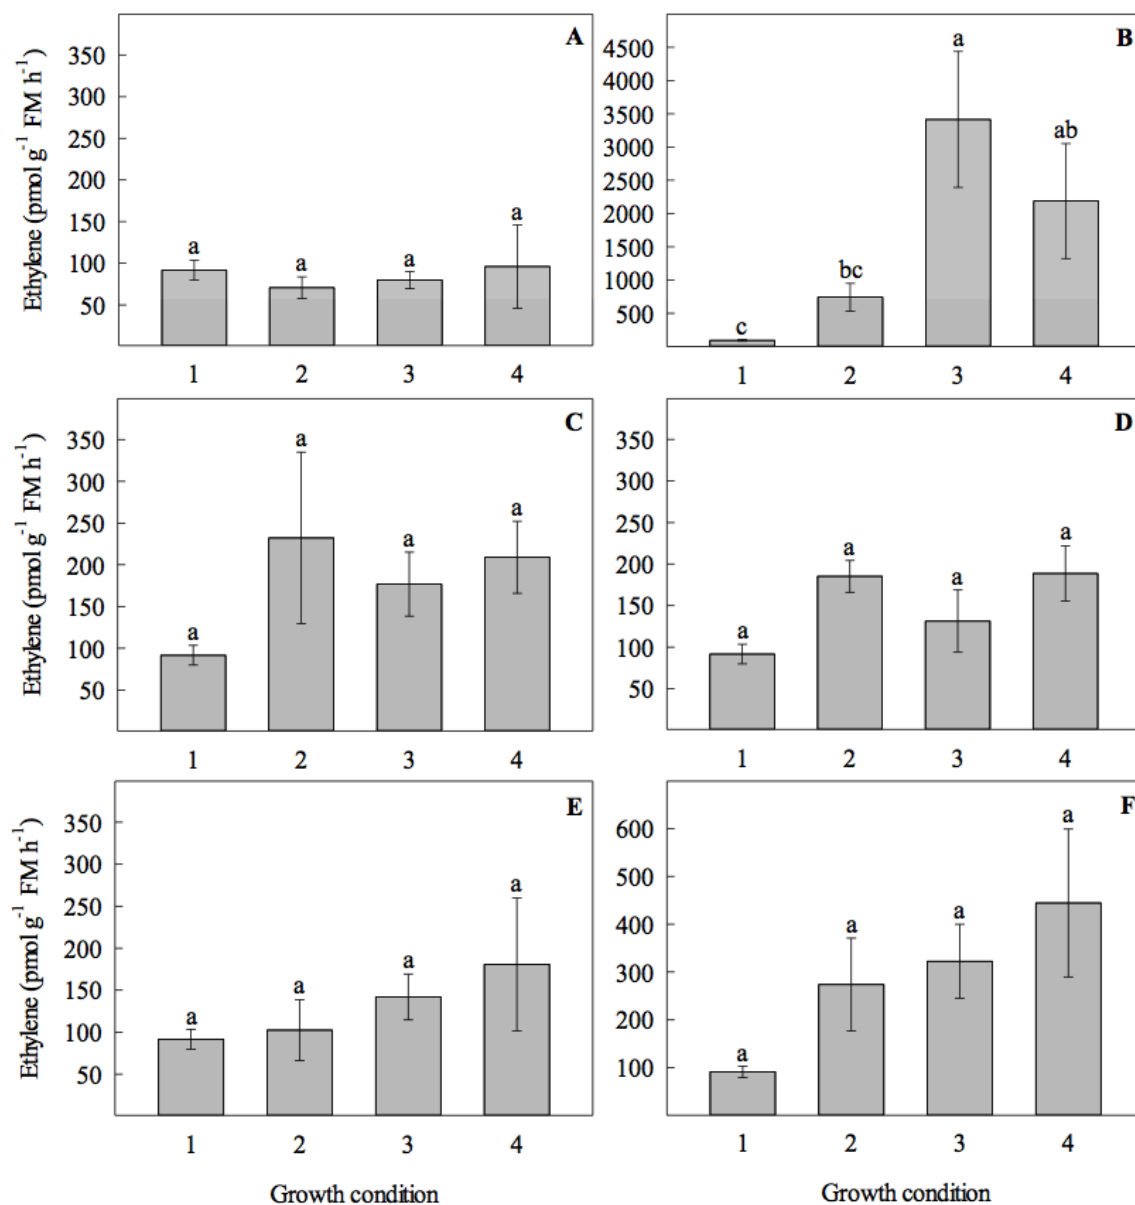 A
Ethylene (pmol g⁻¹ FM h⁻¹)
350
300
250
200
150
100
50
a a a a
1 2 3 4
B
4500
4000
3500
3000
2500
2000
1500
1000
500
c bc a ab
1 2 3 4
C
Ethylene (pmol g⁻¹ FM h⁻¹)
350
300
250
200
150
100
50
a a a a
1 2 3 4
D
350
300
250
200
150
100
50
a a a a
1 2 3 4
E
Ethylene (pmol g⁻¹ FM h⁻¹)
350
300
250
200
150
100
50
a a a a
1 2 3 4
Growth condition
F
600
500
400
300
200
100
a a a a
1 2 3 4
Growth condition